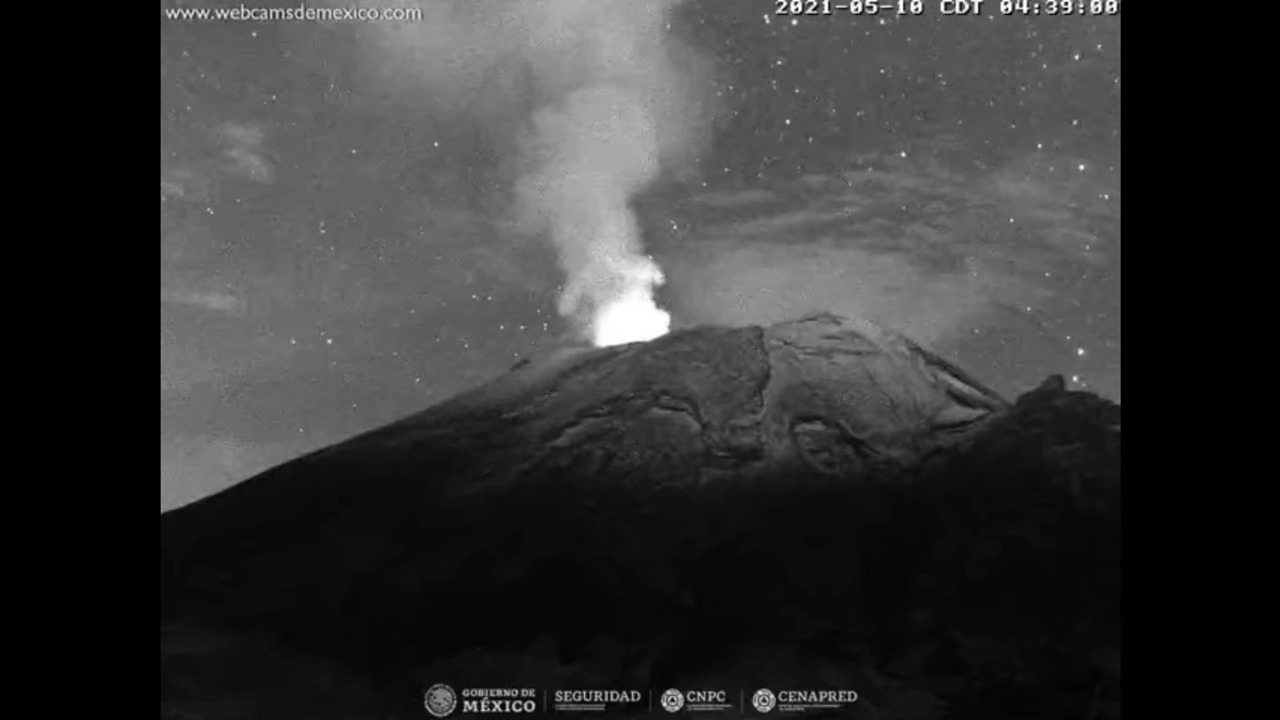 www.webcamsdemexico.com
2021-05-10 CDT 04:39:00
GOBIERNO DE
MÉXICO
SEGURIDAD
CNPC
CENAPRED